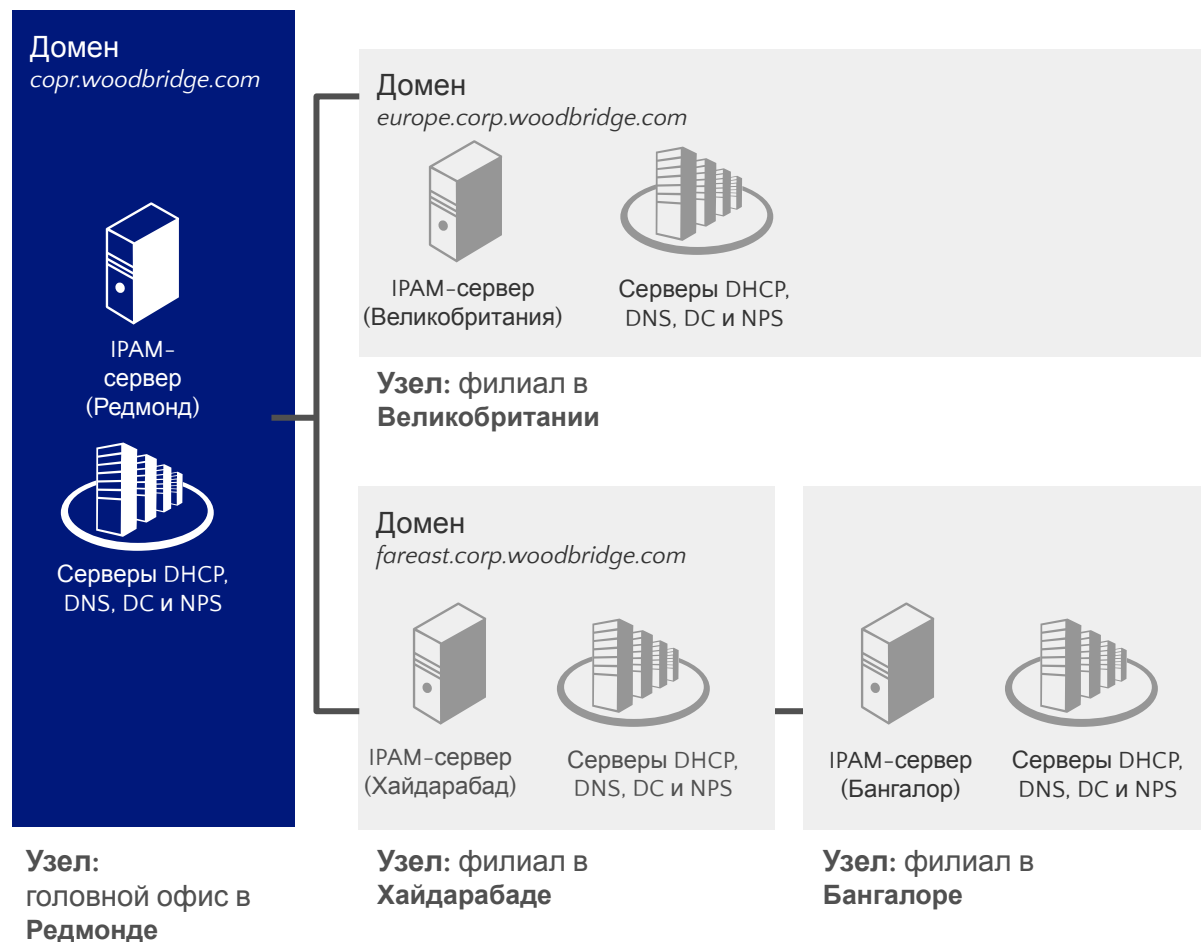 Домен
copr.woodbridge.com
IPAM-
сервер
(Редмонд)
Серверы DHCP,
DNS, DC и NPS
Узел:
головной офис в
Редмонде
Домен
europe.corp.woodbridge.com
IPAM-сервер
(Великобритания)
Серверы DHCP,
DNS, DC и NPS
Узел: филиал в
Великобритании
Домен
fareast.corp.woodbridge.com
IPAM-сервер
(Хайдарабад)
Серверы DHCP,
DNS, DC и NPS
Узел: филиал в
Хайдарабаде
IPAM-сервер
(Бангалор)
Серверы DHCP,
DNS, DC и NPS
Узел: филиал в
Бангалоре